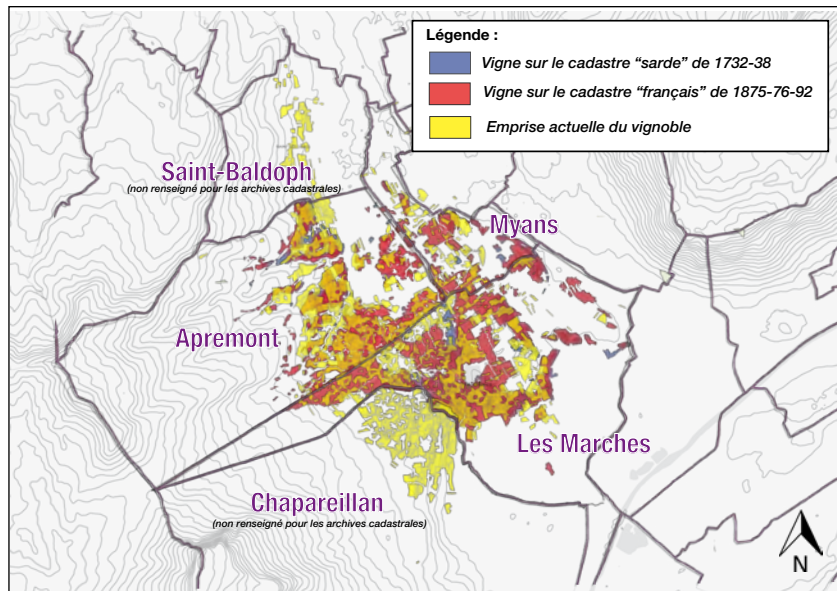 Légende :
Vigne sur le cadastre “sarde” de 1732-38
Vigne sur le cadastre “français” de 1875-76-92
Emprise actuelle du vignoble
Saint-Baldoph
(non renseigné pour les archives cadastrales)
Myans
Apremont
Les Marches
Chapareillan
(non renseigné pour les archives cadastrales)
N